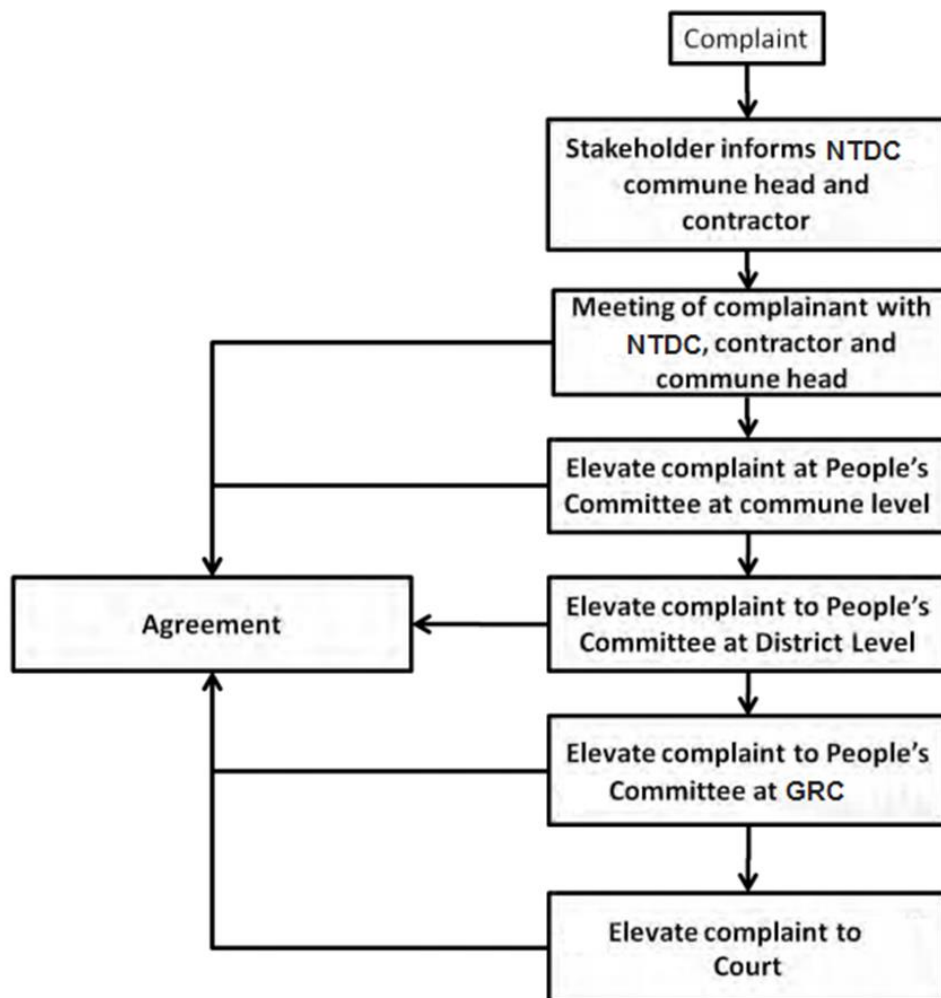 Complaint
Stakeholder informs NTDC
commune head and
contractor
Meeting of complainant with
NTDC, contractor and
commune head
Elevate complaint at People’s
Committee at commune level
Agreement
Elevate complaint to People’s
Committee at District Level
Elevate complaint to People’s
Committee at GRC
Elevate complaint to
Court